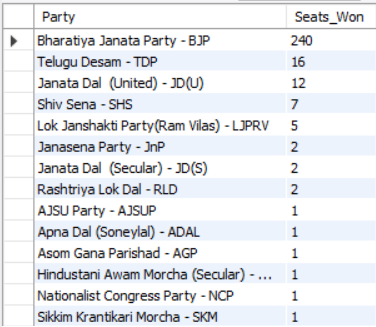 Party Seats_Won
Bharatiya Janata Party - BJP 240
Telugu Desam - TDP 16
Janata Dal  (United) - JD(U) 12
Shiv Sena - SHS 7
Lok Janshakti Party(Ram Vilas) - LJPRV 5
Janasena Party - JnP 2
Janata Dal  (Secular) - JD(S) 2
Rashtriya Lok Dal - RLD 2
AJSU Party - AJSUP 1
Apna Dal (Soneylal) - ADAL 1
Asom Gana Parishad - AGP 1
Hindustani Awam Morcha (Secular) - ... 1
Nationalist Congress Party - NCP 1
Sikkim Krantikari Morcha - SKM 1